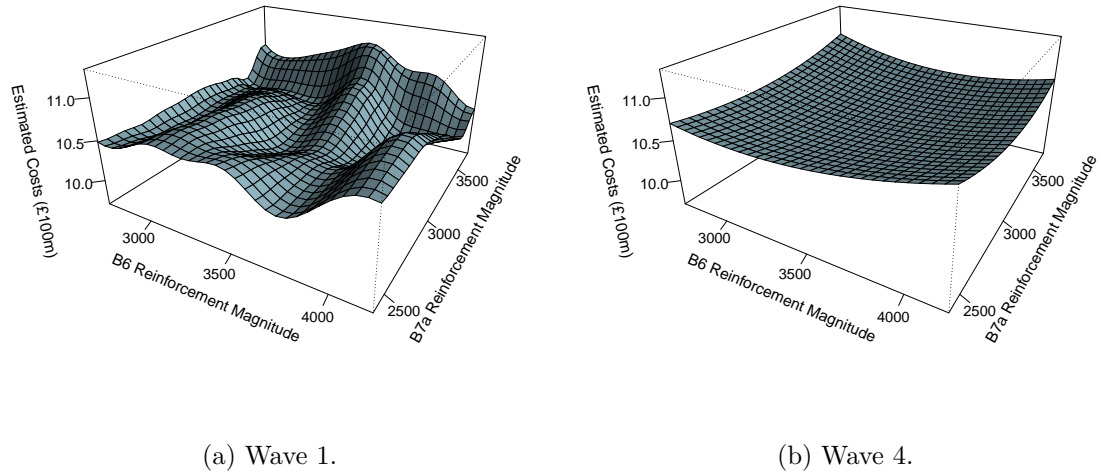 Estimated Costs (£100m)
11.0
10.5
10.0
3000
3500
4000
B6 Reinforcement Magnitude
2500
3000
3500
B7a Reinforcement Magnitude
(a) Wave 1.
Estimated Costs (£100m)
11.0
10.5
10.0
3000
3500
4000
B6 Reinforcement Magnitude
2500
3000
3500
B7a Reinforcement Magnitude
(b) Wave 4.